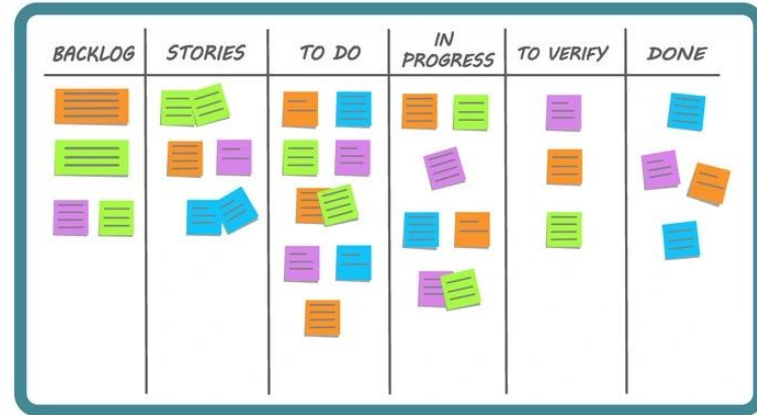 BACKLOG
STORIES
TO DO
IN
PROGRESS
TO VERIFY
DONE